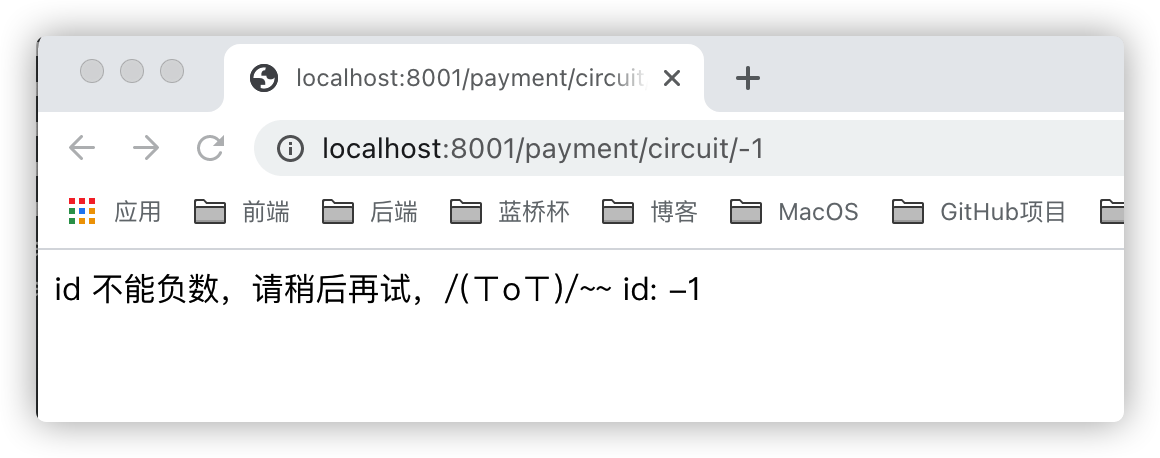 localhost:8001/payment/circuit
localhost:8001/payment/circuit/-1
应用 前端 后端 蓝桥杯 博客 MacOS GitHub项目
id 不能负数，请稍后再试，/(ㄒoㄒ)/~~ id: -1